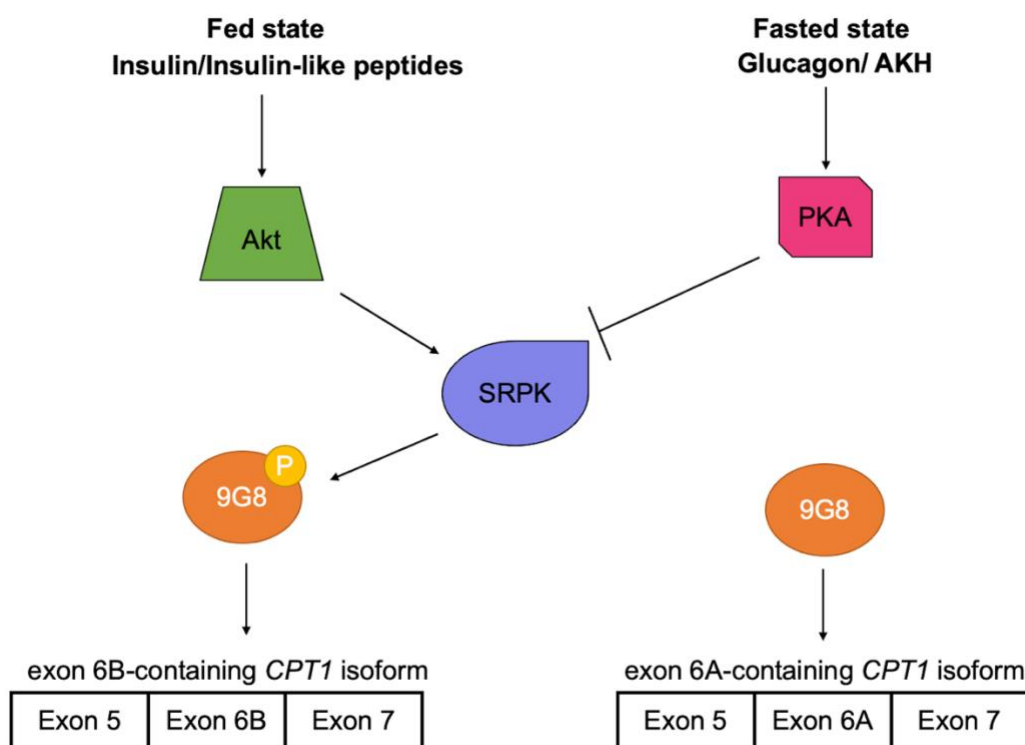 Fed state
Insulin/Insulin-like peptides
Fasted state
Glucagon/ AKH
Akt
PKA
SRPK
P
9G8
9G8
exon 6B-containing CPT1 isoform
Exon 5 Exon 6B Exon 7
exon 6A-containing CPT1 isoform
Exon 5 Exon 6A Exon 7